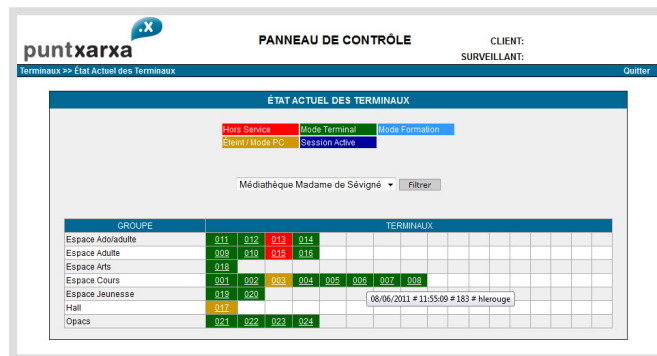 .x
puntxarxa
PANNEAU DE CONTRÔLE
CLIENT:
SURVEILLANT:
Terminaux >> État Actuel des Terminaux
Quitter
ÉTAT ACTUEL DES TERMINAUX
Hors Service Mode Terminal Mode Formation
Éteint / Mode PC Session Active
Médiathèque Madame de Sévigné Filtrer
GROUPE TERMINAUX
Espace Ado/adulte 011 012 013 014
Espace Adulte 009 010 015 016
Espace Arts 018
Espace Cours 001 002 003 004 005 006 007 008
Espace Jeunesse 019 020
08/06/2011 # 11:55:09 # 183 # hlerouge
Hall 017
Opacs 021 022 023 024